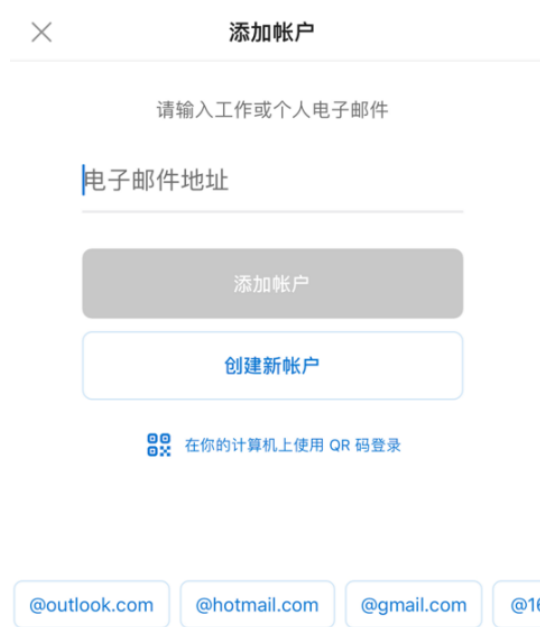 添加帐户
请输入工作或个人电子邮件
电子邮件地址
添加帐户
创建新帐户
在你的计算机上使用 QR 码登录
@outlook.com @hotmail.com @gmail.com @16